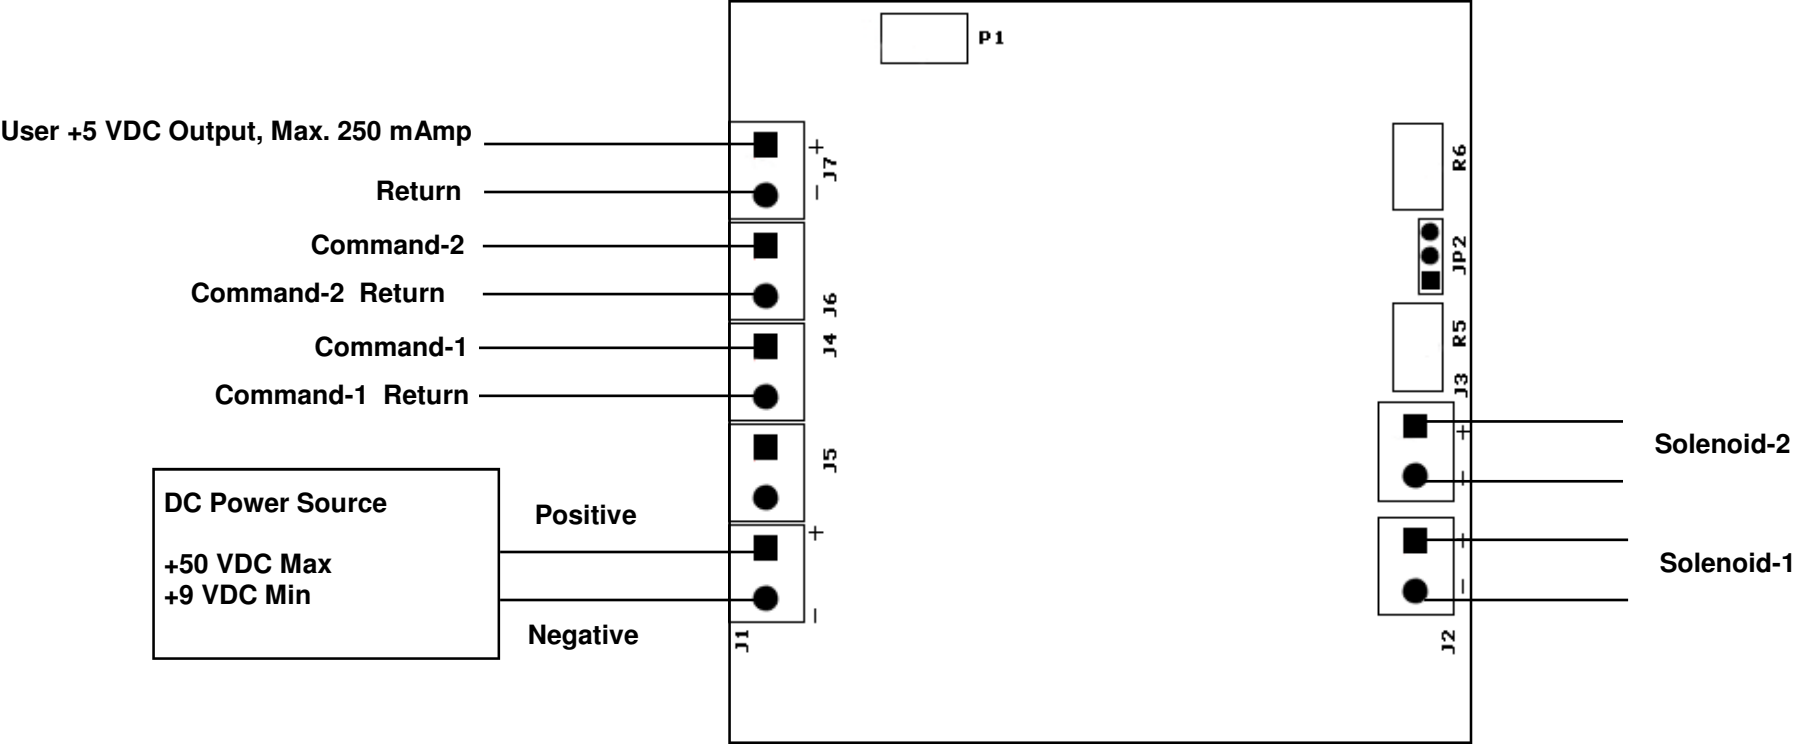 P1
User +5 VDC Output, Max. 250 mAmp
+
J7
Return
–
Command-2
Command-2 Return
J6
Command-1
J4
Command-1 Return
J5
R6
JP2
R5
J3
+
Solenoid-2
+
DC Power Source
+50 VDC Max
+9 VDC Min
Positive
+
Negative
–
J1
+
Solenoid-1
–
J2